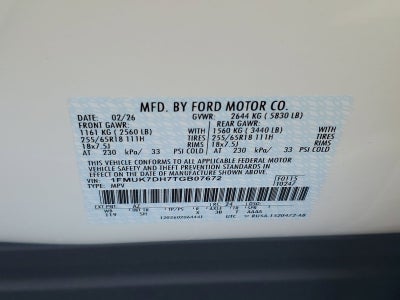 MFD. BY FORD MOTOR CO.
DATE: 02/26 GVWR: 2644 KG ( 5830 LB)
FRONT GAWR: REAR GAWR:
1161 KG ( 2560 LB) 1560 KG ( 3440 LB)
255/65R18 111H TIRES 255/65R18 111H TIRES
18x7.5J RIMS 18x7.5J RIMS
AT 230 kPa/ 33 PSI COLD AT 230 kPa/ 33 PSI COLD
THIS VEHICLE CONFORMS TO ALL APPLICABLE FEDERAL MOTOR
VEHICLE SAFETY AND THEFT PREVENTION STANDARDS IN EFFECT
ON THE DATE OF MANUFACTURE SHOWN ABOVE.
VIN: 1FMUK7DH7TGB07672 F0115
TYPE: MPV 10247